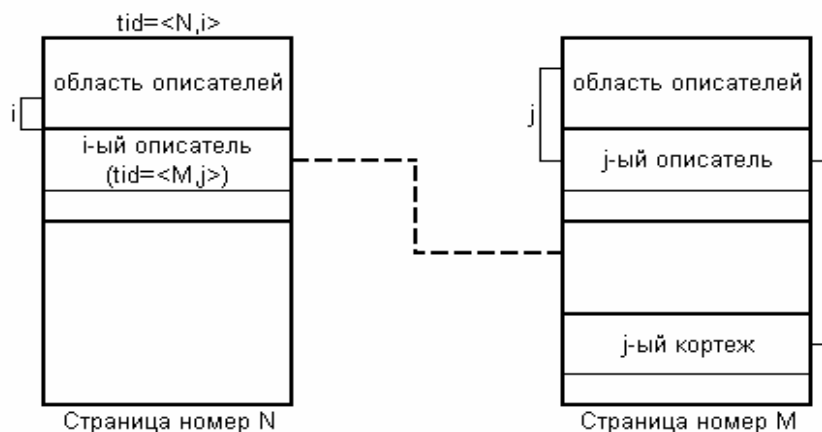 tid=<N,i>
область описателей
i
i-ый описатель
(tid=<M,j>)
Страница номер N
область описателей
j
j-ый описатель
j-ый кортеж
Страница номер M